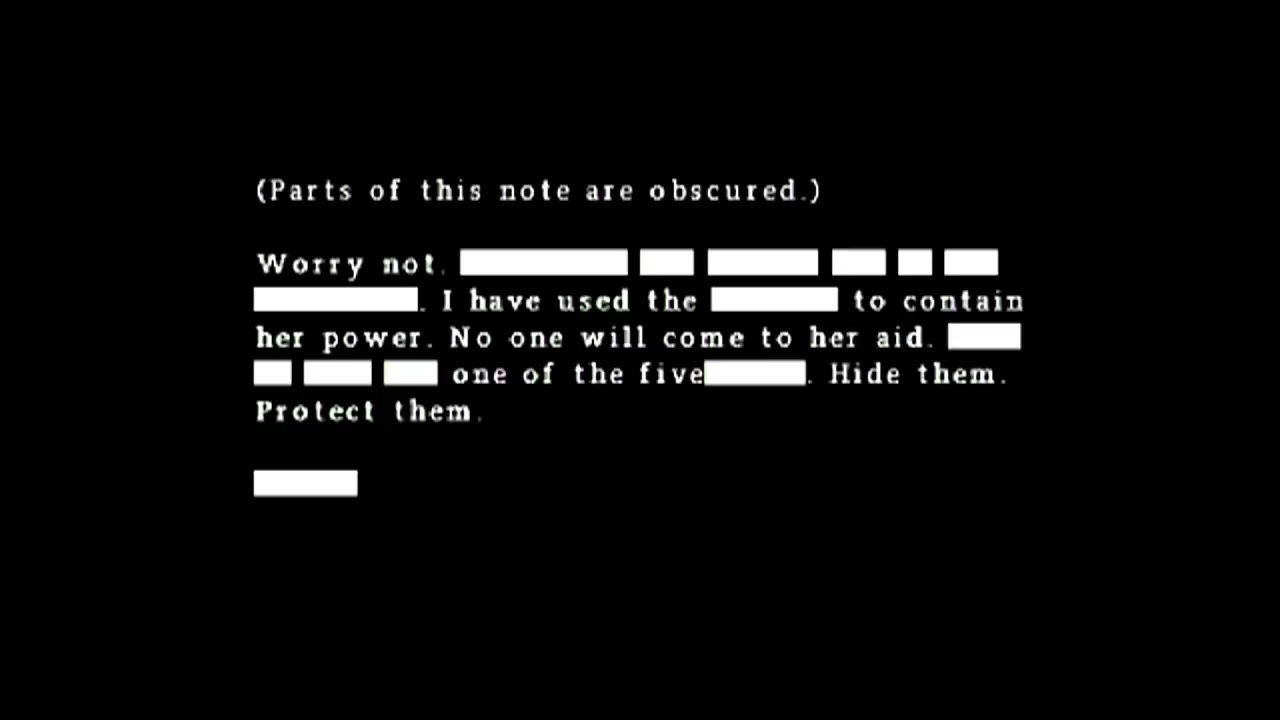 (Parts of this note are obscured.)
Worry not.
. I have used the to contain
her power. No one will come to her aid.
one of the five . Hide them.
Protect them.